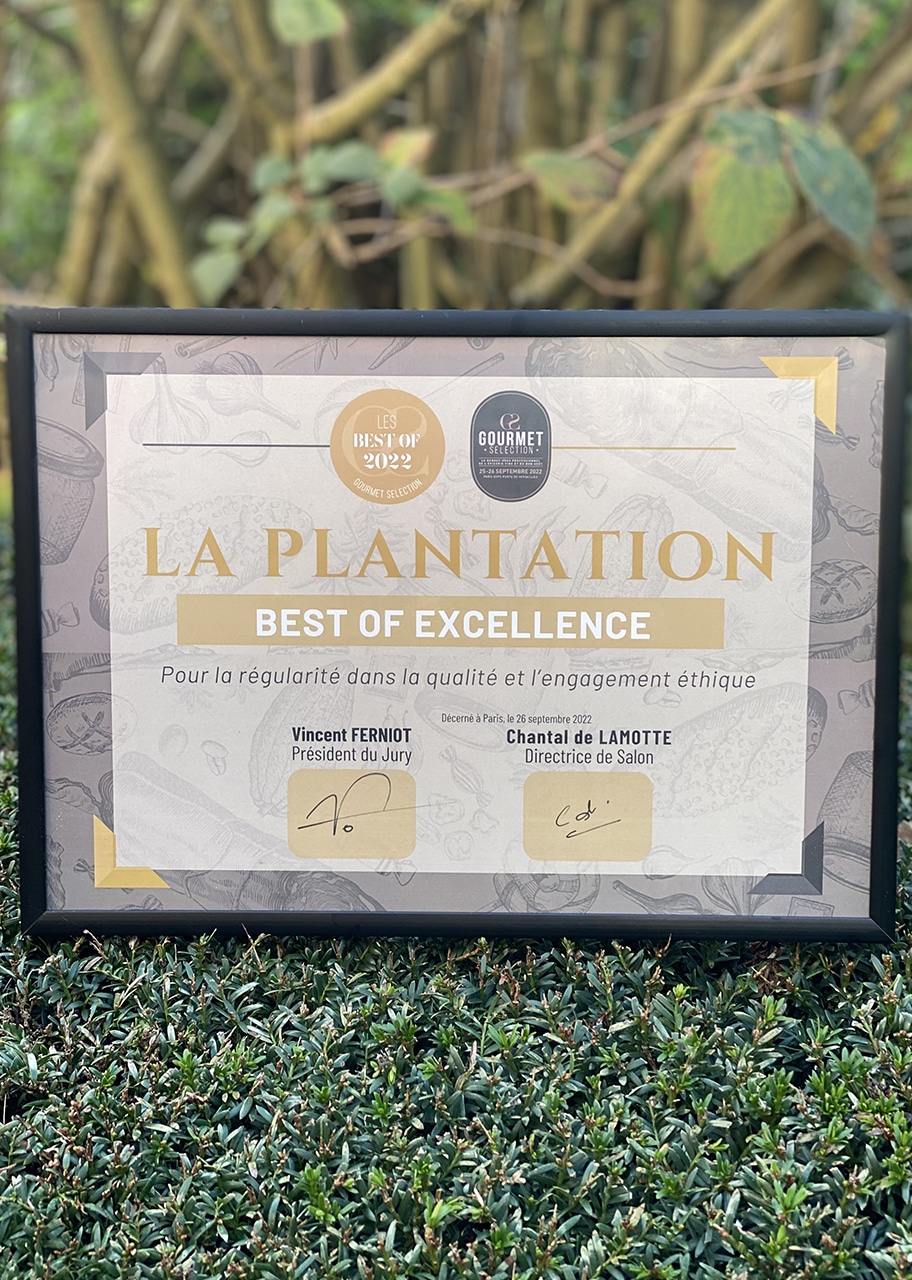 LES
BEST OF
2022
GOURMET SELECTION
GOURMET
• SELECTION •
25-26 SEPTEMBRE 2022
LA PLANTATION
BEST OF EXCELLENCE
Pour la régularité dans la qualité et l'engagement éthique
Décerné à Paris, le 26 septembre 2022
Vincent FERNIOT
Président du Jury
Chantal de LAMOTTE
Directrice de Salon